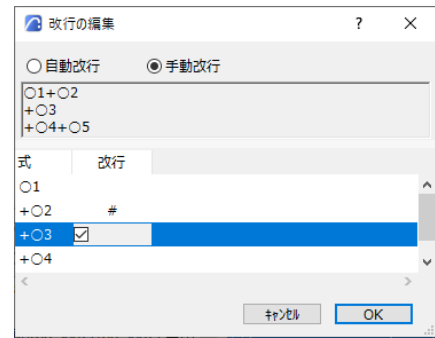 改行の編集
?
自動改行 手動改行
○1+○2
+○3
+○4+○5
式 改行
○1
+○2 #
+○3
+○4
ｷｬﾝｾﾙ OK